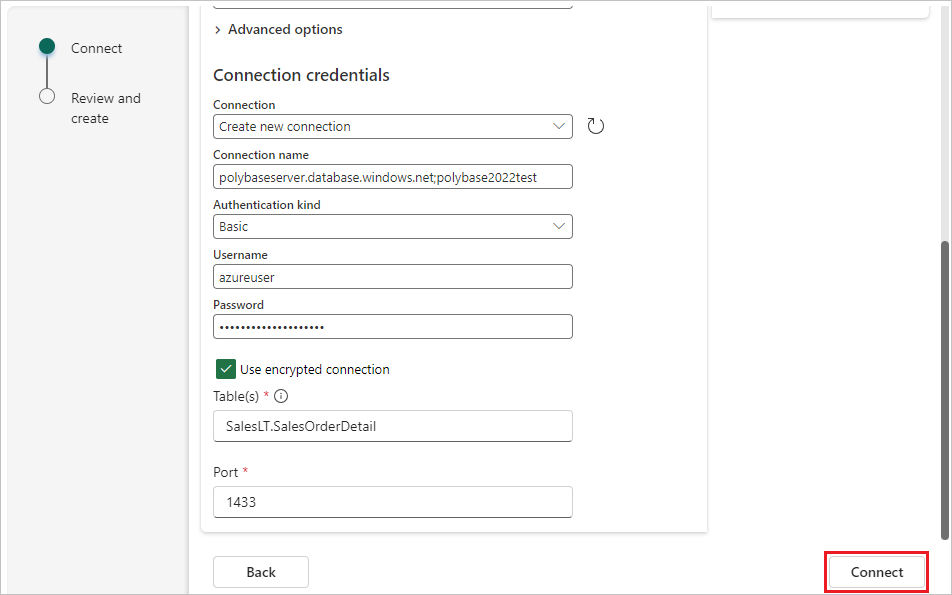 Connect
Review and
create
Advanced options
Connection credentials
Connection
Create new connection
Connection name
polybaseserver.database.windows.net;polybase2022test
Authentication kind
Basic
Username
azureuser
Password
••••••••••••••••••••
Use encrypted connection
Table(s) *
SalesLT.SalesOrderDetail
Port *
1433
Back
Connect